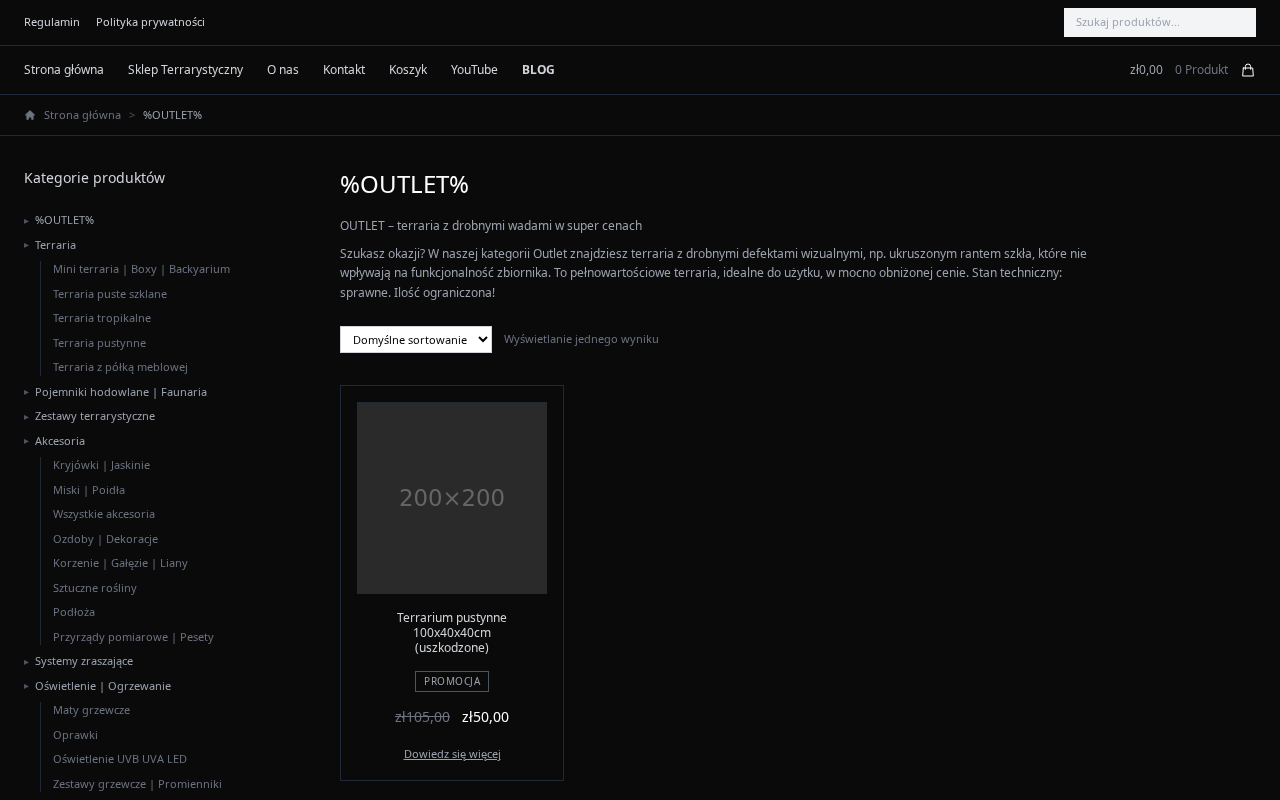 Regulamin Polityka prywatności Szukaj produktów...
Strona główna Sklep Terrarystyczny O nas Kontakt Koszyk YouTube BLOG zł0,00 0 Produkt
Strona główna > %OUTLET%
Kategorie produktów
%OUTLET%
Terraria
Mini terraria | Boxy | Backyarium
Terraria puste szklane
Terraria tropikalne
Terraria pustynne
Terraria z półką meblowej
Pojemniki hodowlane | Faunaria
Zestawy terrarystyczne
Akcesoria
Kryjówki | Jaskinie
Miski | Poidła
Wszystkie akcesoria
Ozdoby | Dekoracje
Korzenie | Gałęzie | Liany
Sztuczne rośliny
Podłoża
Przyrządy pomiarowe | Pesety
Systemy zraszające
Oświetlenie | Ogrzewanie
Maty grzewcze
Oprawki
Oświetlenie UVB UVA LED
Zestawy grzewcze | Promienniki
%OUTLET%
OUTLET – terraria z drobnymi wadami w super cenach
Szukasz okazji? W naszej kategorii Outlet znajdziesz terraria z drobnymi defektami wizualnymi, np. ukruszonym rantem szkła, które nie
wpływają na funkcjonalność zbiornika. To pełnowartościowe terraria, idealne do użytku, w mocno obniżonej cenie. Stan techniczny:
sprawne. Ilość ograniczona!
Domyślne sortowanie Wyświetlanie jednego wyniku
200×200
Terrarium pustynne
100x40x40cm
(uszkodzone)
PROMOCJA
zł105,00 zł50,00
Dowiedz się więcej